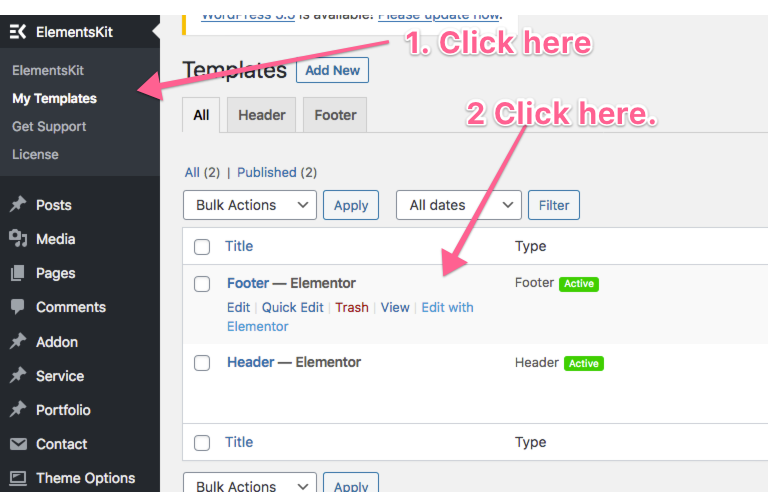 WordPress 5.5 is available! Please update now.
1. Click here
2 Click here.
ElementsKit
ElementsKit
My Templates
Get Support
License
Posts
Media
Pages
Comments
Addon
Service
Portfolio
Contact
Theme Options
Templates Add New
All Header Footer
All (2) | Published (2)
Bulk Actions Apply All dates Filter
Title Type
Footer — Elementor Footer Active
Edit | Quick Edit | Trash | View | Edit with
Elementor
Header — Elementor Header Active
Title Type
Bulk Actions Apply